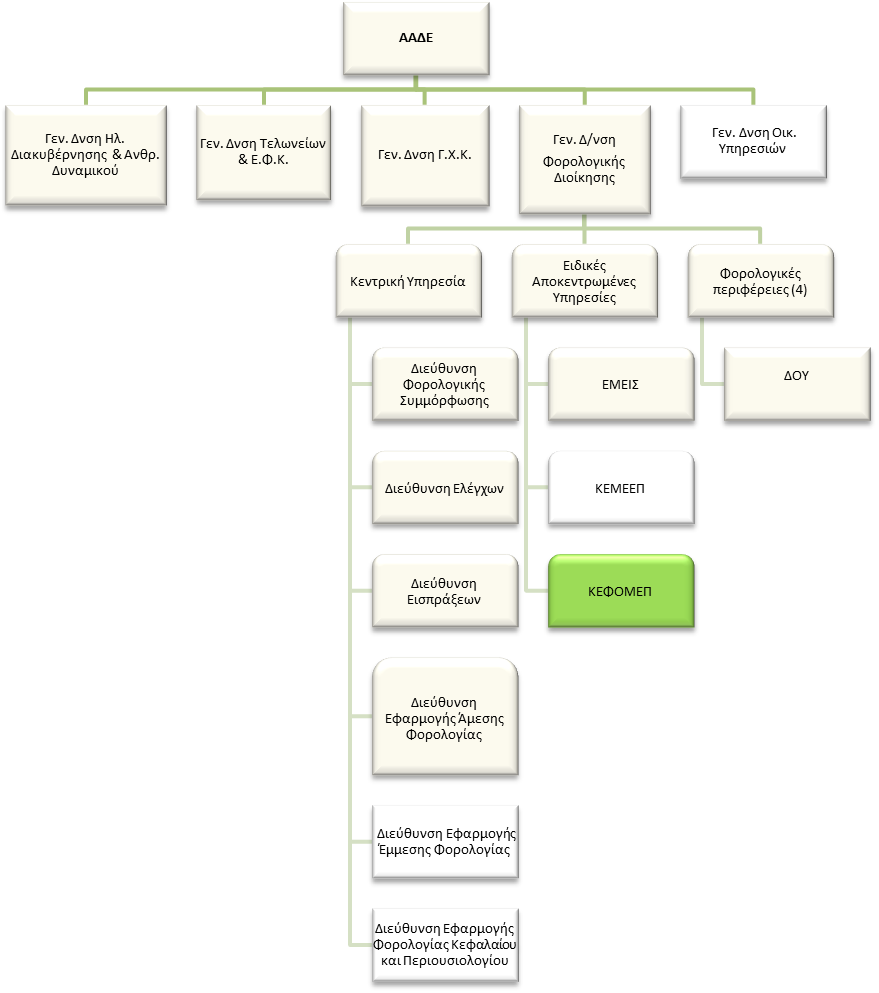 ΑΑΔΕ
Γεν. Δνση Ηλ.
Διακυβέρνησης & Ανθρ.
Δυναμικού
Γεν. Δνση Τελωνείων
& Ε.Φ.Κ.
Γεν. Δνση Γ.Χ.Κ.
Γεν. Δ/νση
Φορολογικής
Διοίκησης
Γεν. Δνση Οικ.
Υπηρεσιών
Κεντρική Υπηρεσία
Ειδικές
Αποκεντρωμένες
Υπηρεσίες
Φορολογικές
περιφέρειες (4)
Διεύθυνση
Φορολογικής
Συμμόρφωσης
Διεύθυνση Ελέγχων
Διεύθυνση
Εισπράξεων
Διεύθυνση
Εφαρμογής Άμεσης
Φορολογίας
Διεύθυνση Εφαρμογής
Έμμεσης Φορολογίας
Διεύθυνση Εφαρμογής
Φορολογίας Κεφαλαίου
και Περιουσιολογίου
ΕΜΕΙΣ
ΚΕΜΕΕΠ
ΚΕΦΟΜΕΠ
ΔΟΥ